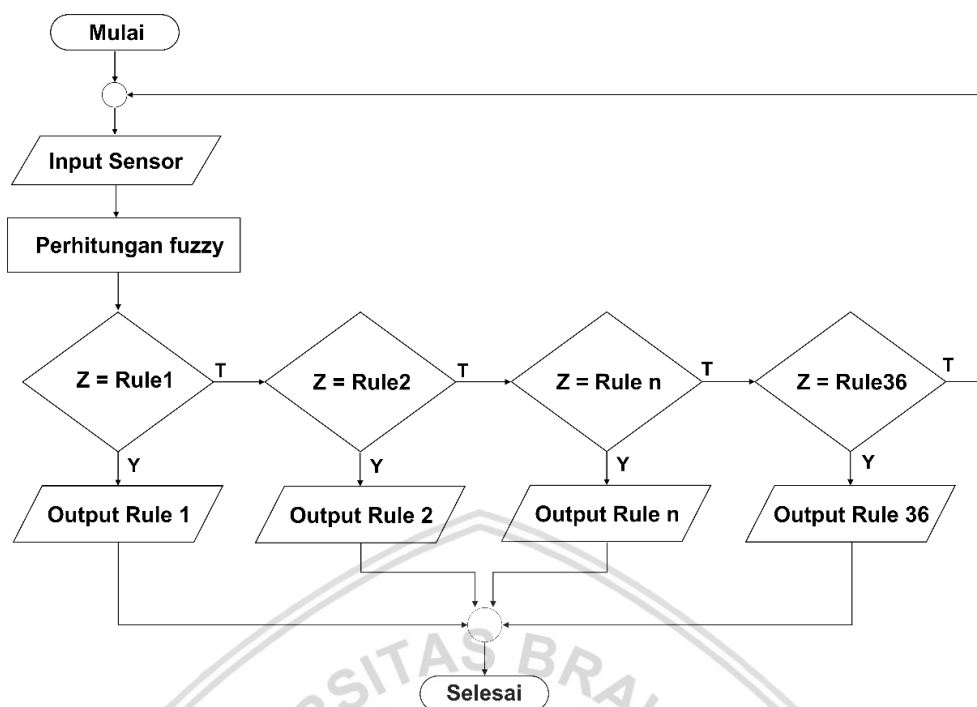 Mulai
Input Sensor
Perhitungan fuzzy
Z = Rule1
T
Z = Rule2
T
Z = Rule n
T
Z = Rule36
T
Y
Y
Y
Y
Output Rule 1
Output Rule 2
Output Rule n
Output Rule 36
Selesai